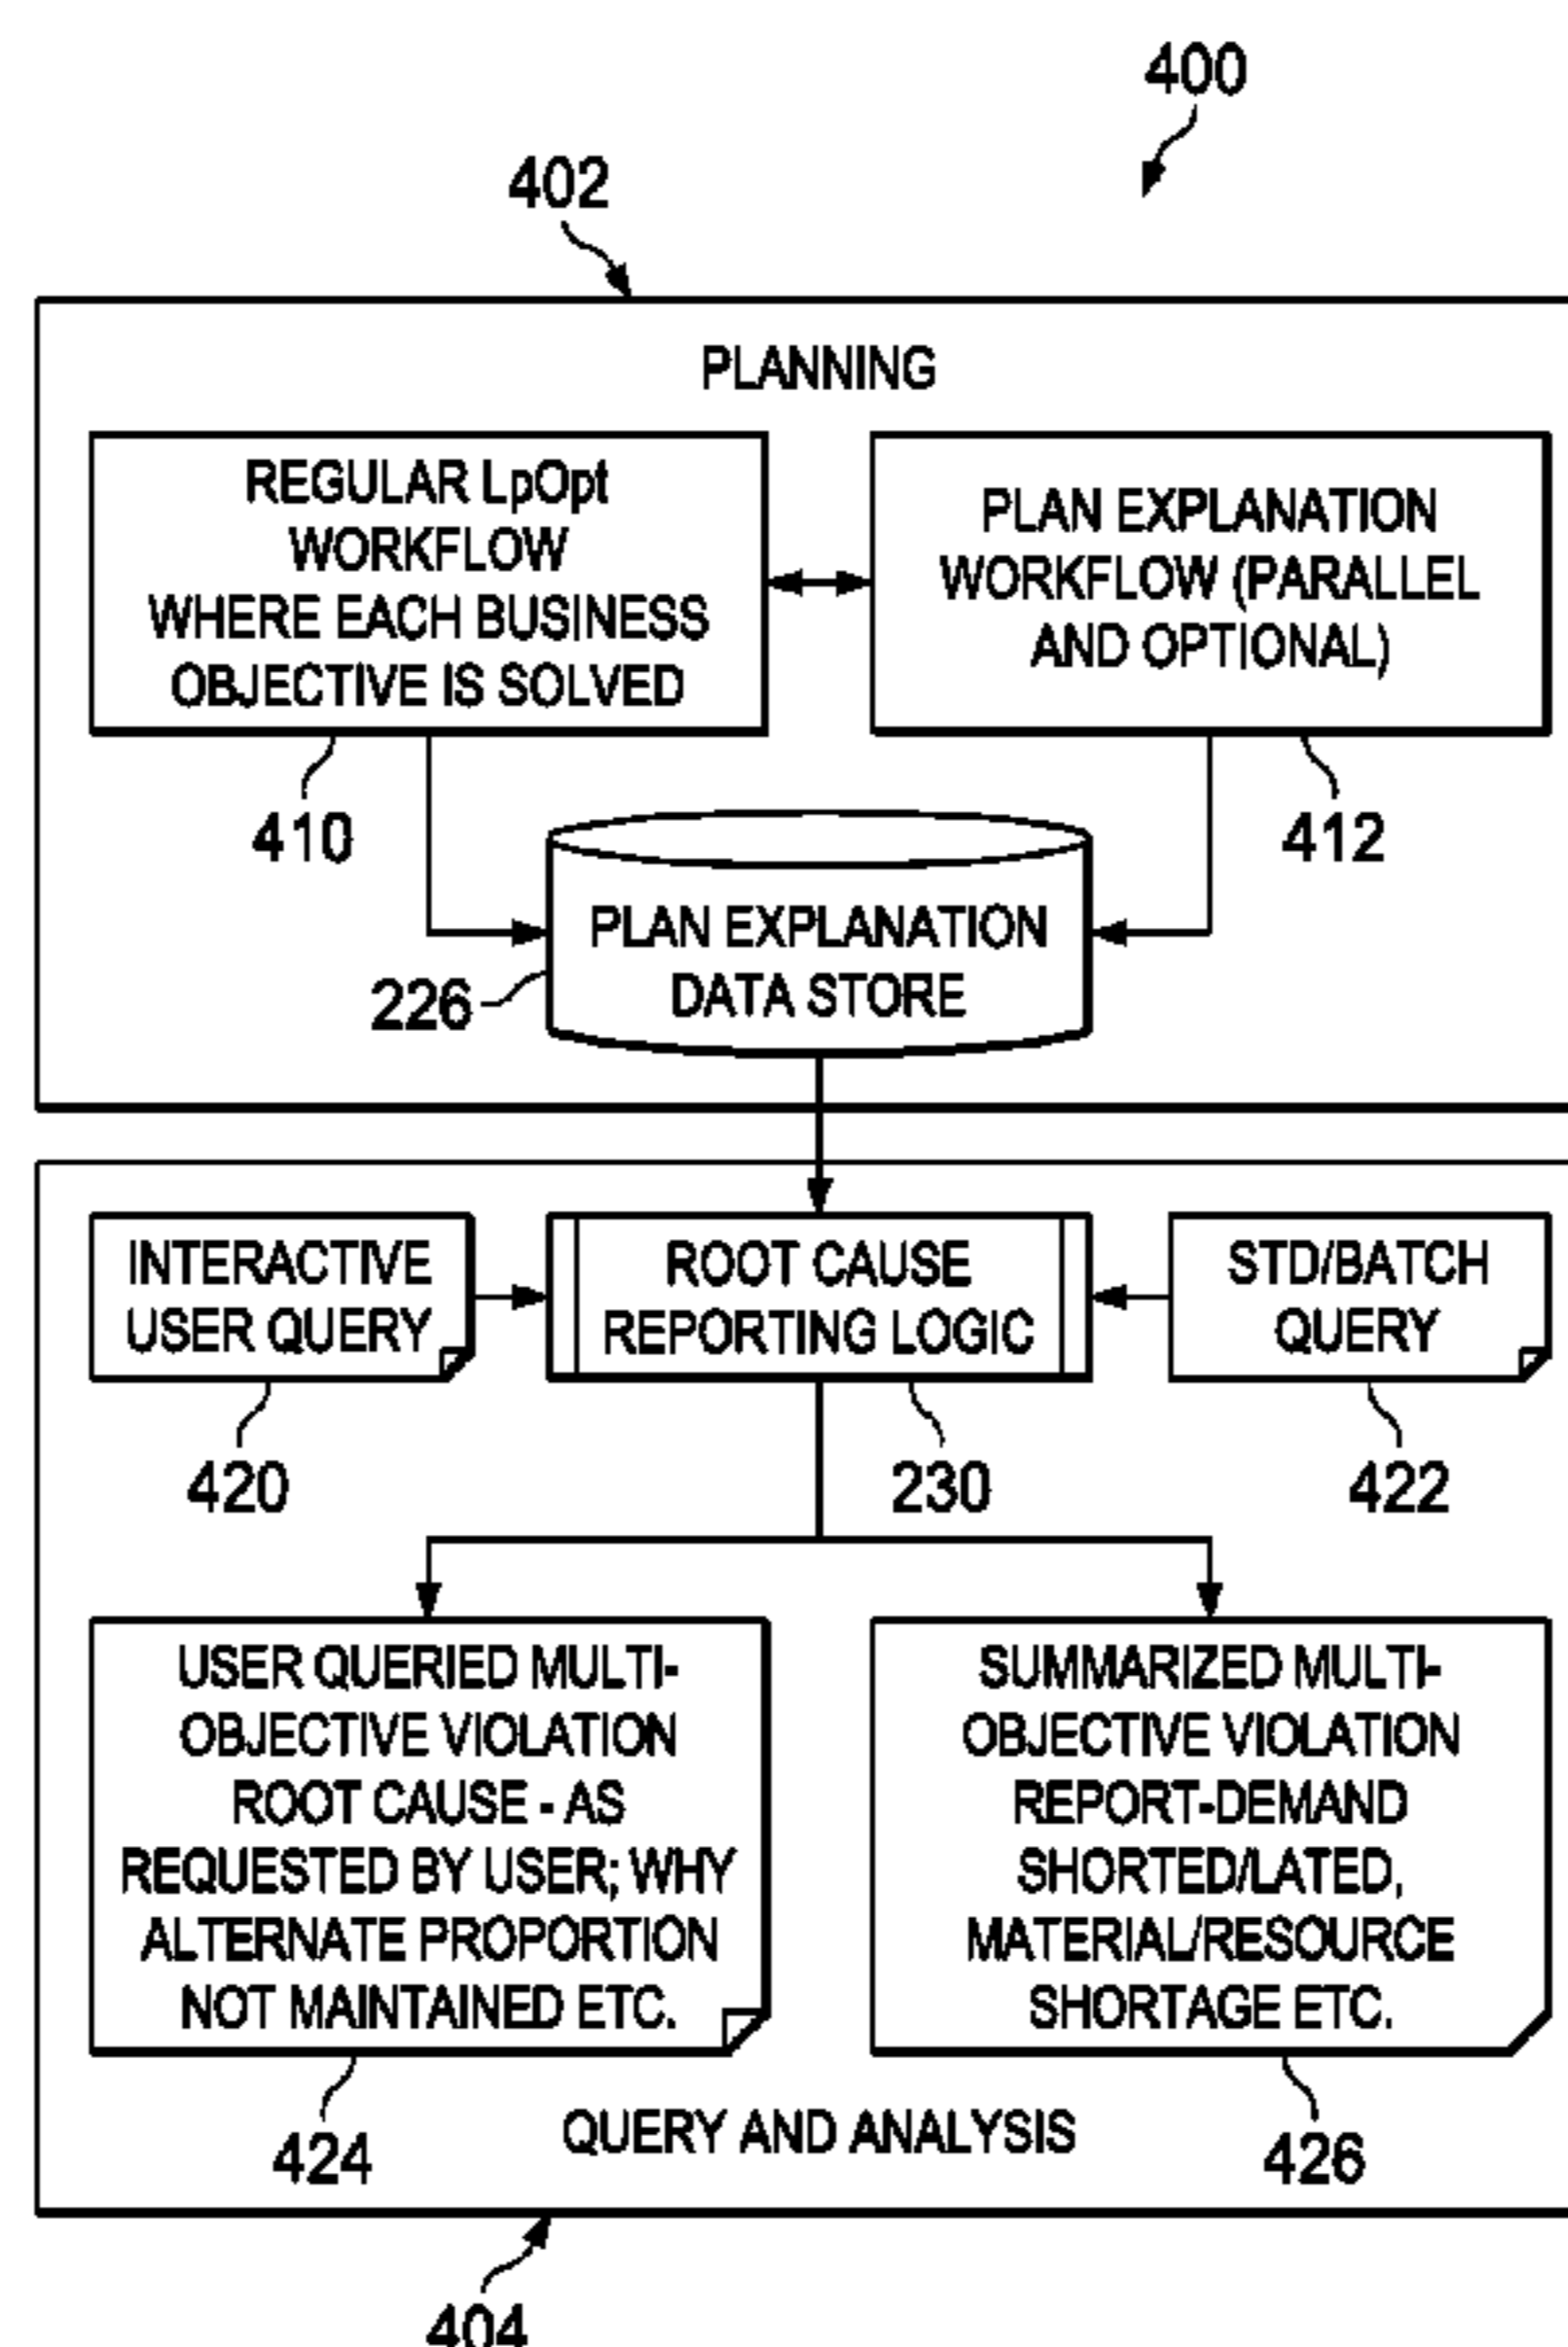 400
402
PLANNING
REGULAR LpOpt
WORKFLOW
WHERE EACH BUSINESS
OBJECTIVE IS SOLVED
PLAN EXPLANATION
WORKFLOW (PARALLEL
AND OPTIONAL)
410
412
PLAN EXPLANATION
DATA STORE
226
INTERACTIVE
USER QUERY
ROOT CAUSE
REPORTING LOGIC
STD/BATCH
QUERY
420
230
422
USER QUERIED MULTI-
OBJECTIVE VIOLATION
ROOT CAUSE - AS
REQUESTED BY USER; WHY
ALTERNATE PROPORTION
NOT MAINTAINED ETC.
SUMMARIZED MULTI-
OBJECTIVE VIOLATION
REPORT-DEMAND
SHORTED/LATED,
MATERIAL/RESOURCE
SHORTAGE ETC.
424
QUERY AND ANALYSIS
426
404